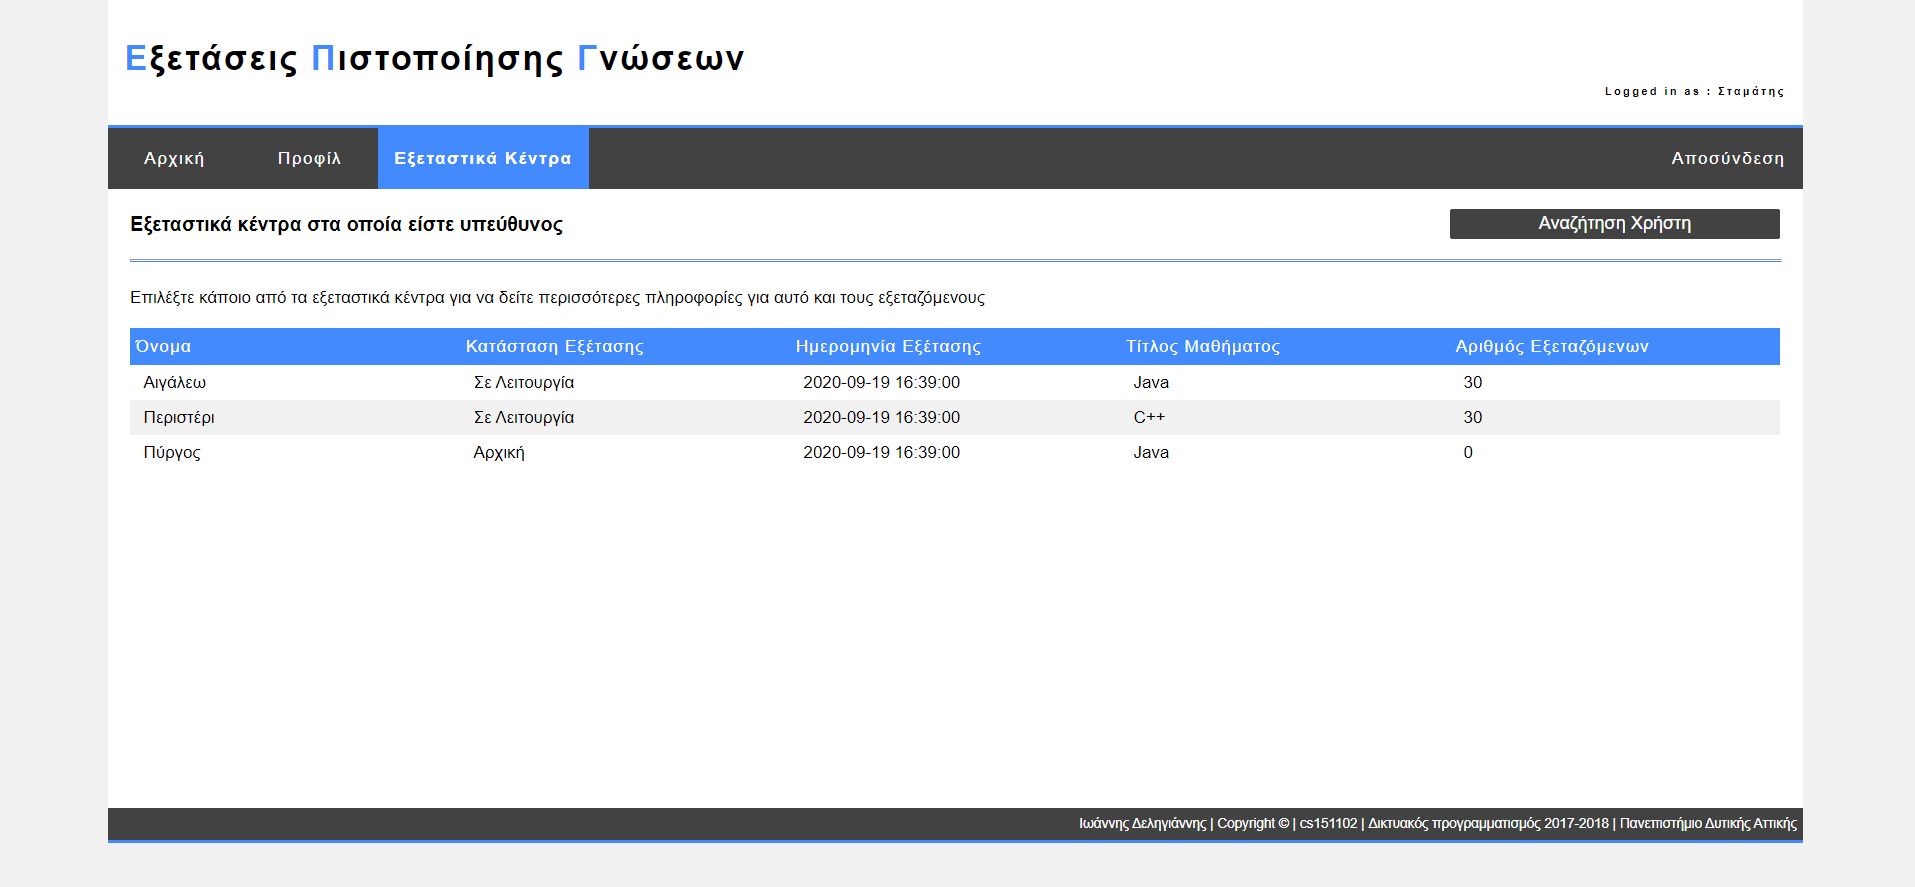 Εξετάσεις Πιστοποίησης Γνώσεων
Logged in as : Σταμάτης
Αρχική Προφίλ Εξεταστικά Κέντρα Αποσύνδεση
Εξεταστικά κέντρα στα οποία είστε υπεύθυνος Αναζήτηση Χρήστη
Επιλέξτε κάποιο από τα εξεταστικά κέντρα για να δείτε περισσότερες πληροφορίες για αυτό και τους εξεταζόμενους
Όνομα Κατάσταση Εξέτασης Ημερομηνία Εξέτασης Τίτλος Μαθήματος Αριθμός Εξεταζόμενων
Αιγάλεω Σε Λειτουργία 2020-09-19 16:39:00 Java 30
Περιστέρι Σε Λειτουργία 2020-09-19 16:39:00 C++ 30
Πύργος Αρχική 2020-09-19 16:39:00 Java 0
Ιωάννης Δεληγιάννης | Copyright © | cs151102 | Δικτυακός προγραμματισμός 2017-2018 | Πανεπιστήμιο Δυτικής Αττικής